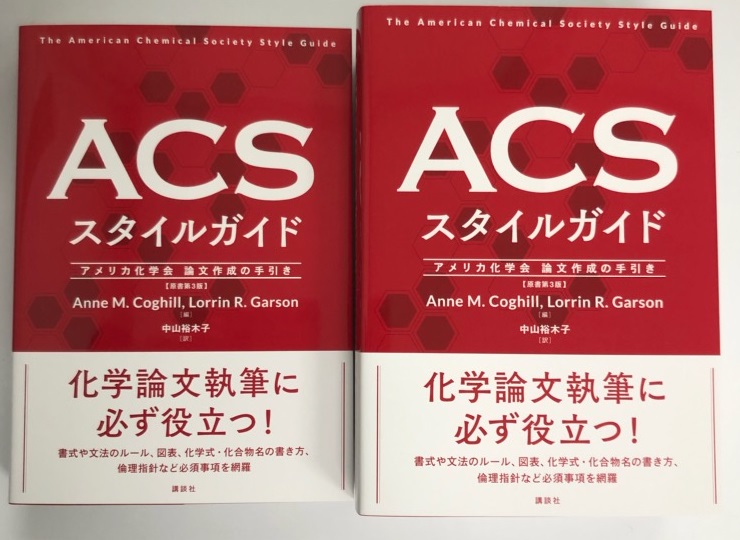 The American Chemical Society Style Guide
ACS
スタイルガイド
アメリカ化学会 論文作成の手引き
【原書第3版】
Anne M. Coghill, Lorrin R. Garson
[編]
中山裕木子
[訳]
化学論文執筆に
必ず役立つ!
書式や文法のルール、図表、化学式・化合物名の書き方、
倫理指針など必須事項を網羅
講談社
The American Chemical Society Style Guide
ACS
スタイルガイド
アメリカ化学会 論文作成の手引き
【原書第3版】
Anne M. Coghill, Lorrin R. Garson
[編]
中山裕木子
[訳]
化学論文執筆に
必ず役立つ!
書式や文法のルール、図表、化学式・化合物名の書き方、
倫理指針など必須事項を網羅
講談社